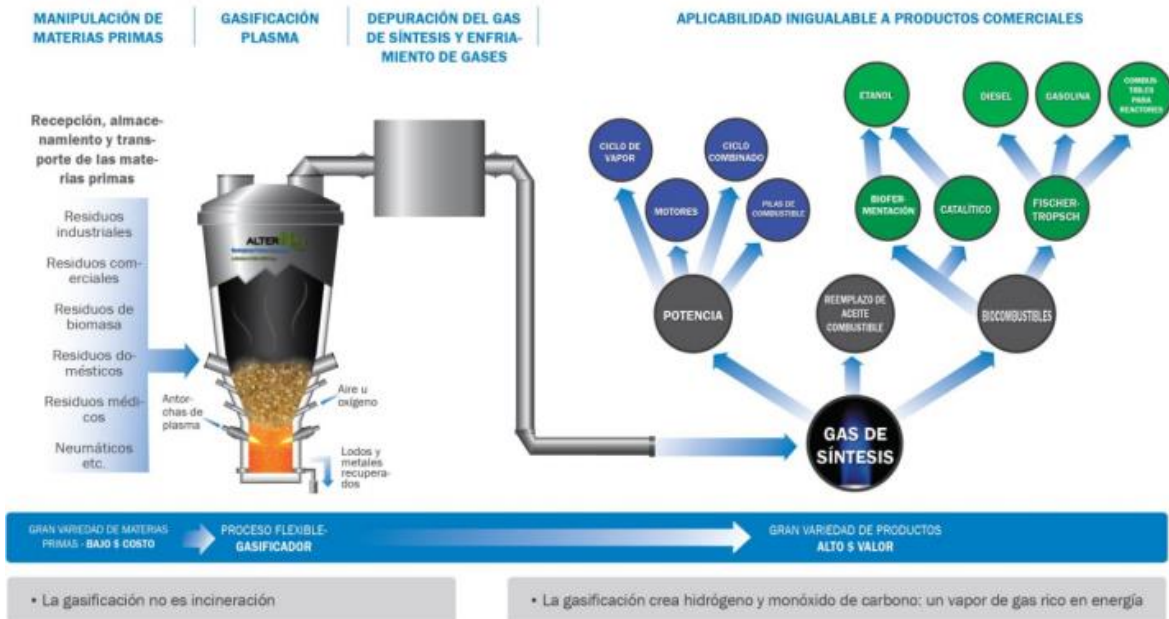 MANIPULACIÓN DE
MATERIAS PRIMAS
GASIFICACIÓN
PLASMA
DEPURACIÓN DEL GAS
DE SÍNTESIS Y ENFRIA-
MIENTO DE GASES
APLICABILIDAD INIGUALABLE A PRODUCTOS COMERCIALES
Recepción, almace-
namiento y trans-
porte de las mate-
rias primas
Residuos
industriales
Residuos com-
erciales
Residuos de
biomasa
Residuos do-
mésticos
Residuos médi-
cos
Neumáticos
etc.
ALTER
Antor-
chas de
plasma
Aire u
oxígeno
Lodos y
metales
recupera-
dos
CICLO DE
VAPOR
MOTORES
CICLO
COMBINADO
PILAS DE
COMBUSTIBLE
POTENCIA
REEMPLAZO DE
ACEITE
COMBUSTIBLE
ETANOL
BIOFER-
MENTACIÓN
CATALÍTICO
DIESEL
GASOLINA
COMBUS-
TIBLES
PARA
REACTORES
FISCHER-
TROPSCH
BIOCOMBUSTIBLES
GAS DE
SÍNTESIS
GRAN VARIEDAD DE MATERIAS
PRIMAS - BAJO $ COSTO
PROCESO FLEXIBLE-
GASIFICADOR
GRAN VARIEDAD DE PRODUCTOS
ALTO $ VALOR
• La gasificación no es incineración
• La gasificación crea hidrógeno y monóxido de carbono: un vapor de gas rico en energía